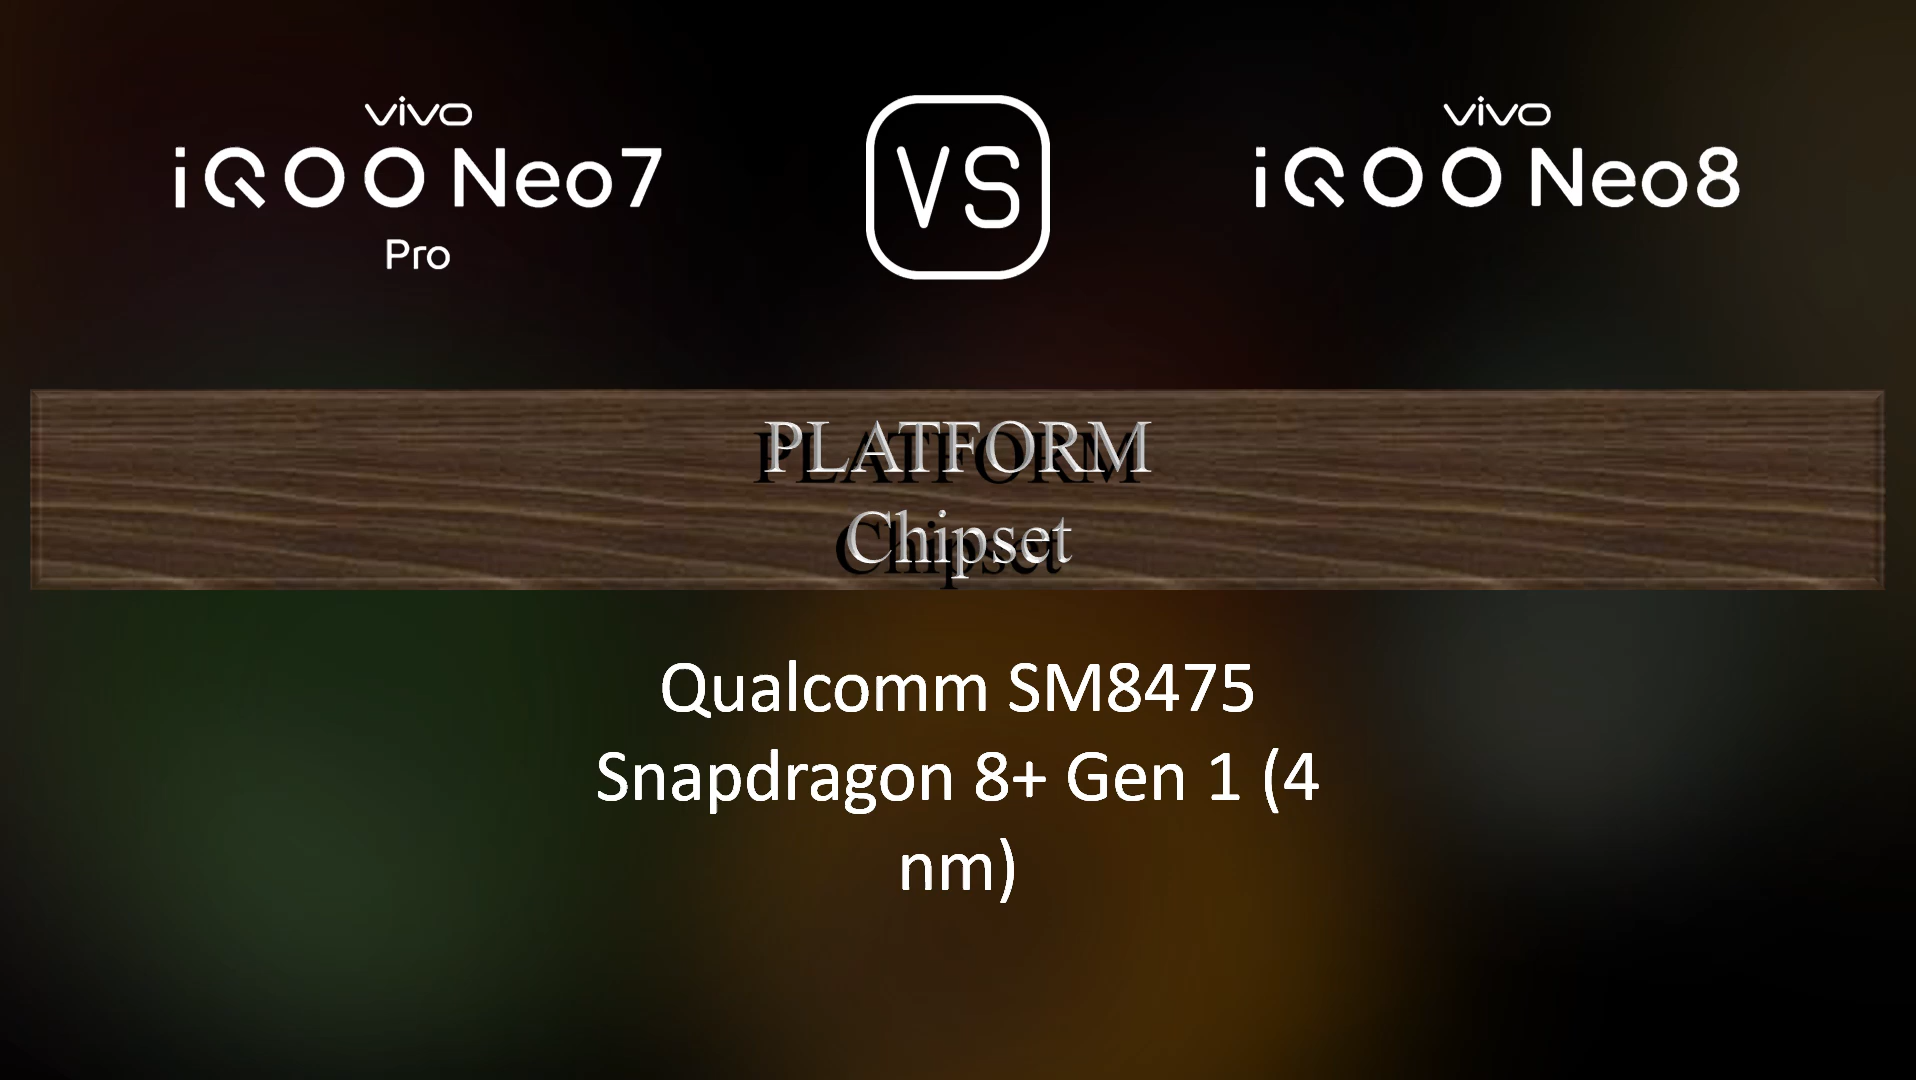 vivo
iQOO Neo7
Pro
VS
vivo
iQOO Neo8
PLATFORM
Chipset
Qualcomm SM8475
Snapdragon 8+ Gen 1 (4
nm)